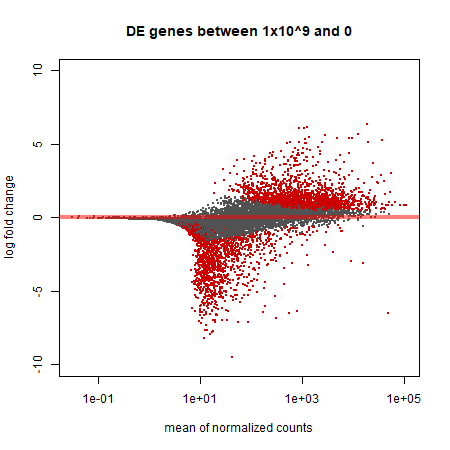 DE genes between 1x10^9 and 0
10
5
0
-5
-10
log fold change
1e-01
1e+01
1e+03
1e+05
mean of normalized counts